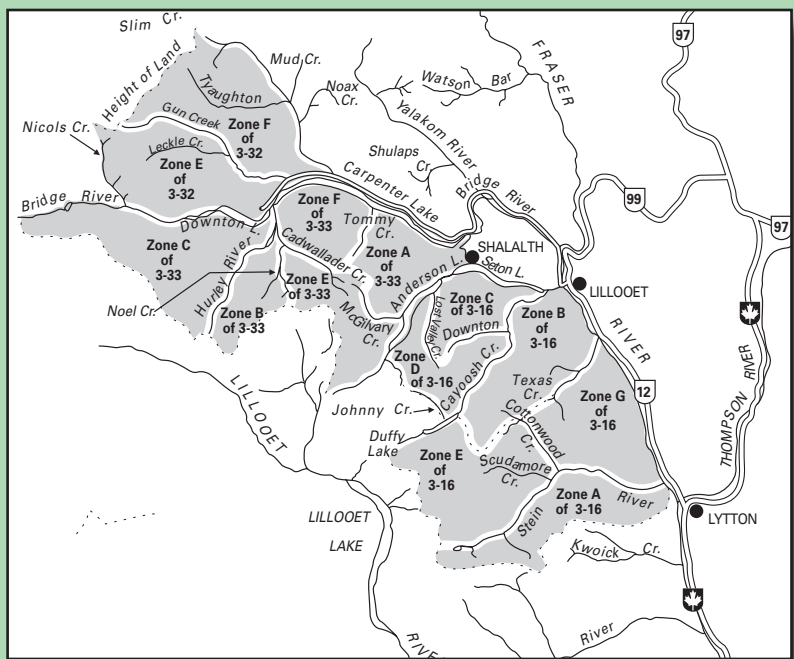 Slim Cr.
Height of Land
Mud Cr.
Tyaughton
Noax
Cr.
Watson Bar
FRASER
97
Gun Creek
Zone F
of
3-32
Nicols Cr.
Leckle Cr.
Zone E
of
3-32
Yalakom River
Shulaps
Cr.
Bridge River
Carpenter Lake
99
97
Bridge River
Downton L.
Zone F
of
3-33
Tommy
Cr.
SHALALTH
Zone C
of
3-33
Hurley River
Cadwallader Cr.
Zone A
of
3-33
Anderson L.
Seton L.
LILLOOET
Noel Cr.
Zone E
of 3-33
Zone B
of 3-33
McGilvary
Cr.
Zone C
of 3-16
Lost Valley Cr.
Downton
Zone B
of
3-16
RIVER
Zone
D
of 3-16
Cayoosh Cr.
Texas
Cr.
12
LILLOOET
Johnny Cr.
Cottonwood
Cr.
Zone G
of
3-16
THOMPSON RIVER
Duffy
Lake
Zone E
of
3-16
Scudamore
Cr.
Zone A
of 3-16
River
Stein
LYTTON
LILLOOET
LAKE
Kwoick Cr.
River
RIVER